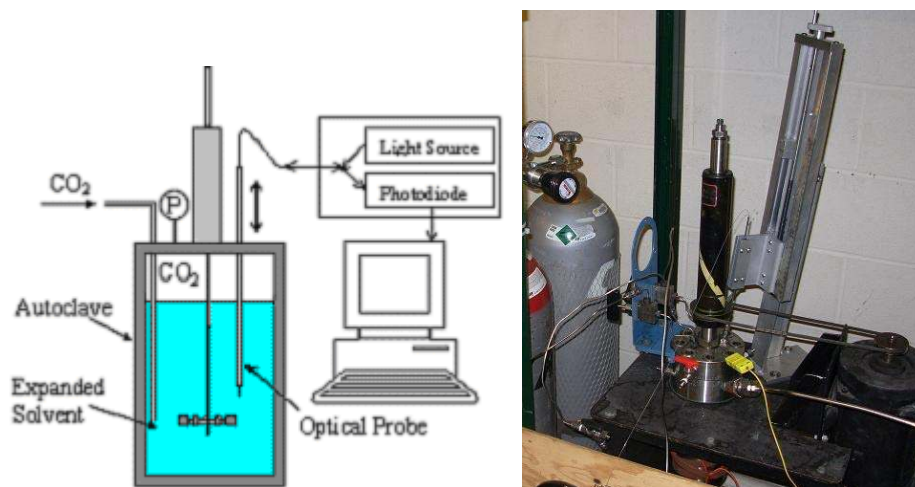 CO2
P
CO2
Autoclave
Expanded
Solvent
Optical Probe
Light Source
Photodiode